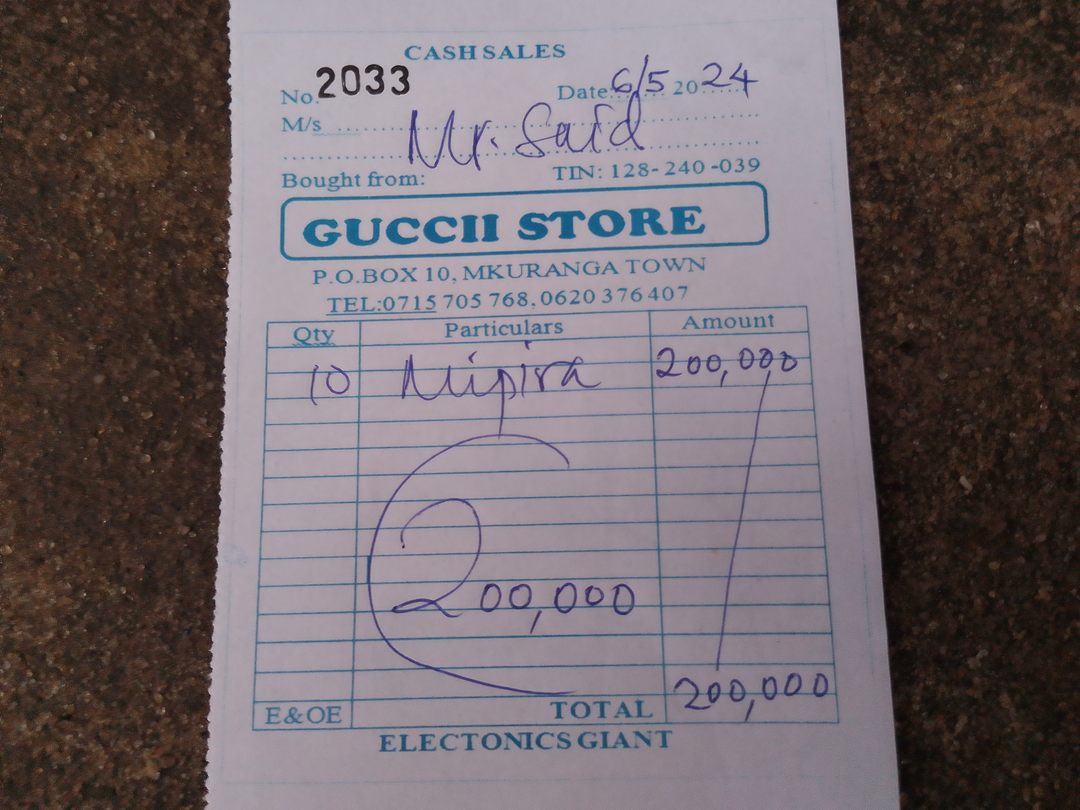 CASH SALES
No. 2033 Date 6/5 20 24
M/s Mr. Said
Bought from: TIN: 128-240-039
GUCCII STORE
P.O.BOX 10, MKURANGA TOWN
TEL:0715 705 768, 0620 376 407
Qty Particulars Amount
10 Mipira 200,000
200,000
E&OE TOTAL 200,000
ELECTONICS GIANT